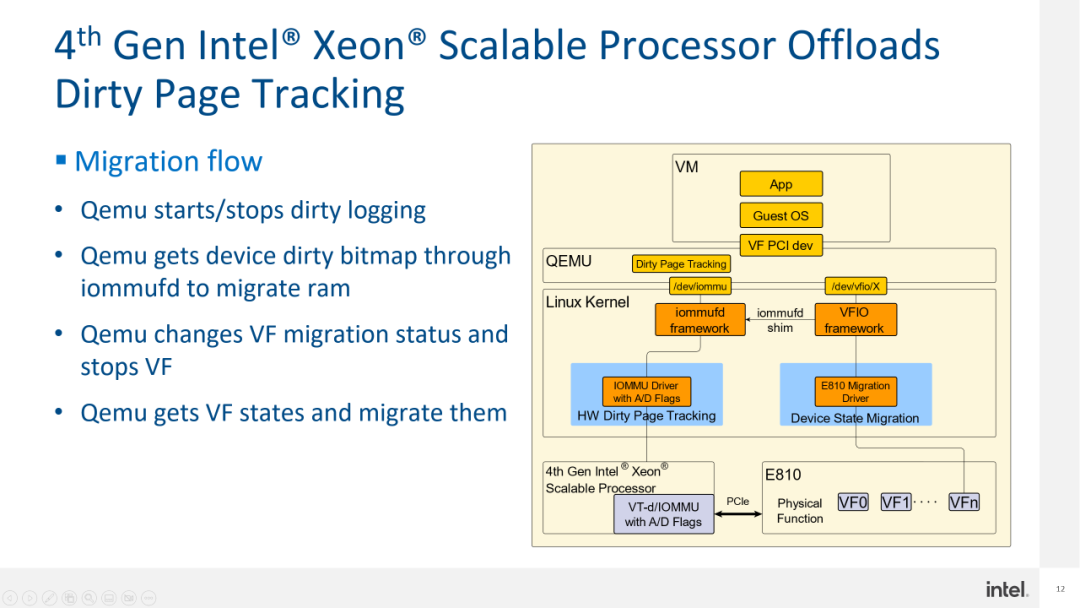 4th Gen Intel® Xeon® Scalable Processor Offloads
Dirty Page Tracking
▪ Migration flow
• Qemu starts/stops dirty logging
• Qemu gets device dirty bitmap through
iommufd to migrate ram
• Qemu changes VF migration status and
stops VF
• Qemu gets VF states and migrate them
VM
App
Guest OS
VF PCI dev
QEMU
Dirty Page Tracking
/dev/iommu
/dev/vfio/X
Linux Kernel
iommufd
framework
iommufd
shim
VFIO
framework
IOMMU Driver
with A/D Flags
HW Dirty Page Tracking
E810 Migration
Driver
Device State Migration
4th Gen Intel® Xeon®
Scalable Processor
VT-d/IOMMU
with A/D Flags
PCIe
E810
Physical
Function
VF0
VF1
····
VFn
intel.
12